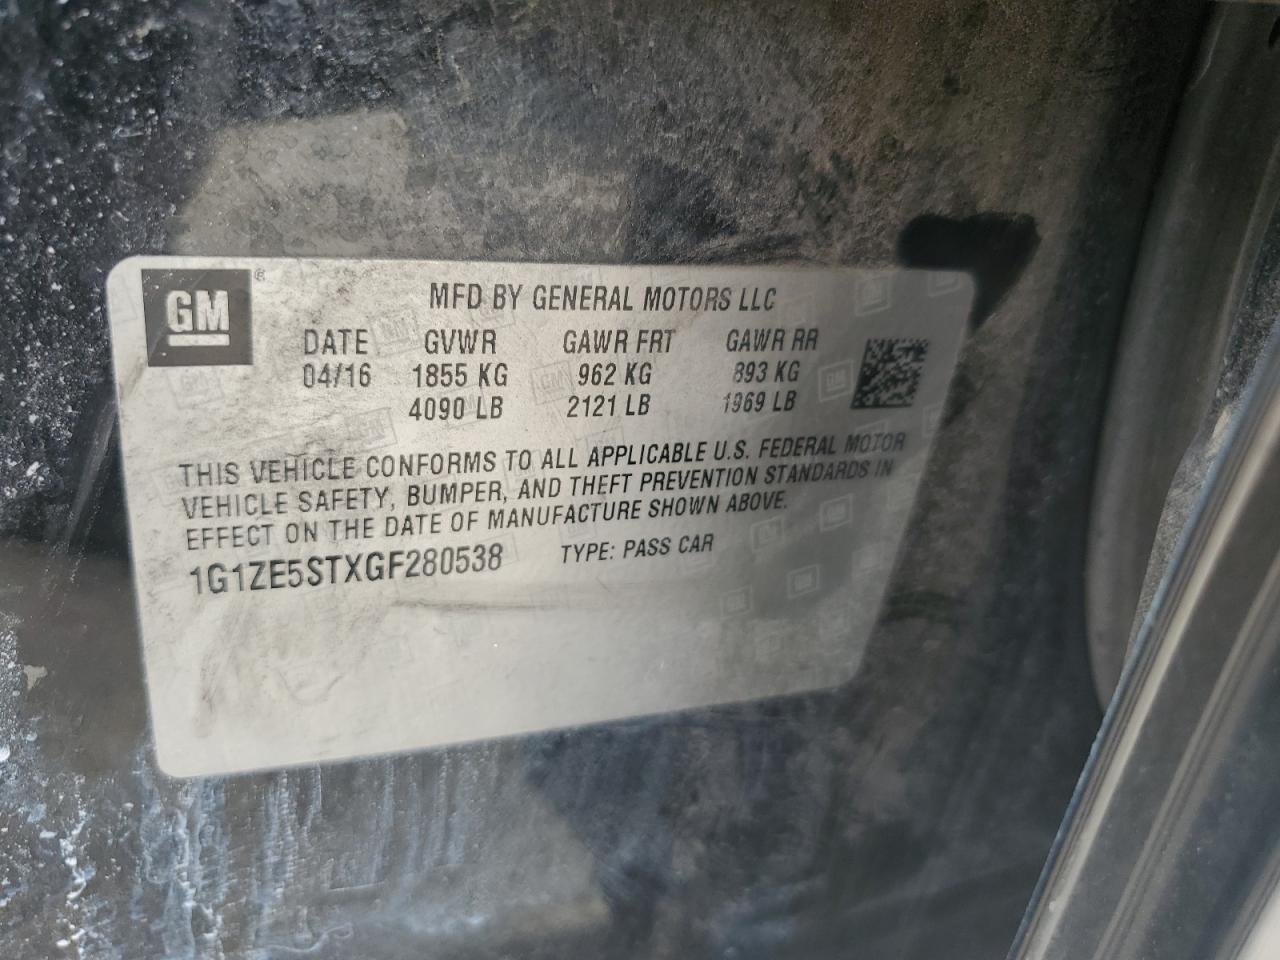 GM ®
MFD BY GENERAL MOTORS LLC
DATE GVWR GAWR FRT GAWR RR
04/16 1855 KG 962 KG 893 KG
4090 LB 2121 LB 1969 LB
THIS VEHICLE CONFORMS TO ALL APPLICABLE U.S. FEDERAL MOTOR
VEHICLE SAFETY, BUMPER, AND THEFT PREVENTION STANDARDS IN
EFFECT ON THE DATE OF MANUFACTURE SHOWN ABOVE.
1G1ZE5STXGF280538 TYPE: PASS CAR